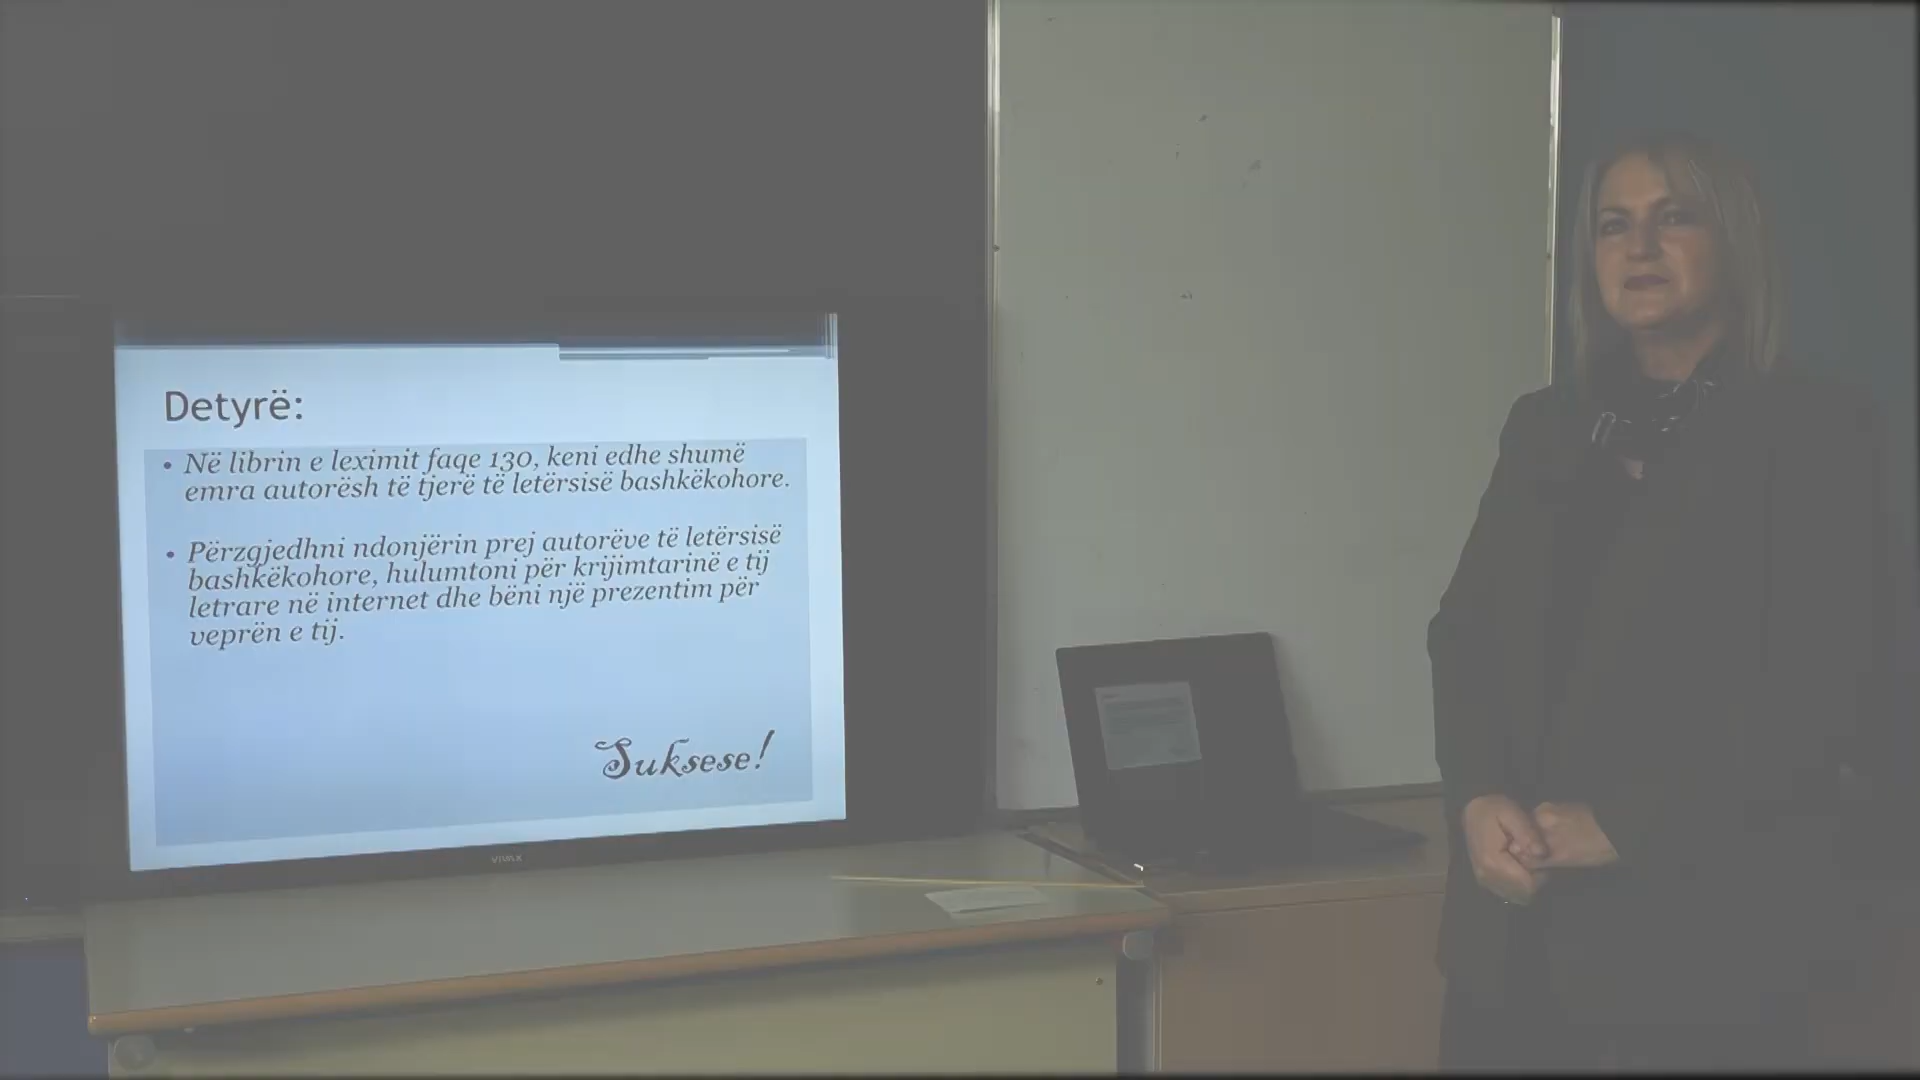 Detyrë:
• Në librin e leximit faqe 130, keni edhe shumë
emra autorësh të tjerë të letërsisë bashkëkohore.
• Përzgjedhni ndonjërin prej autorëve të letërsisë
bashkëkohore, hulumtoni për krijimtarinë e tij
letrare në internet dhe bëni një prezentim për
veprën e tij.
Suksese!
VIVAX